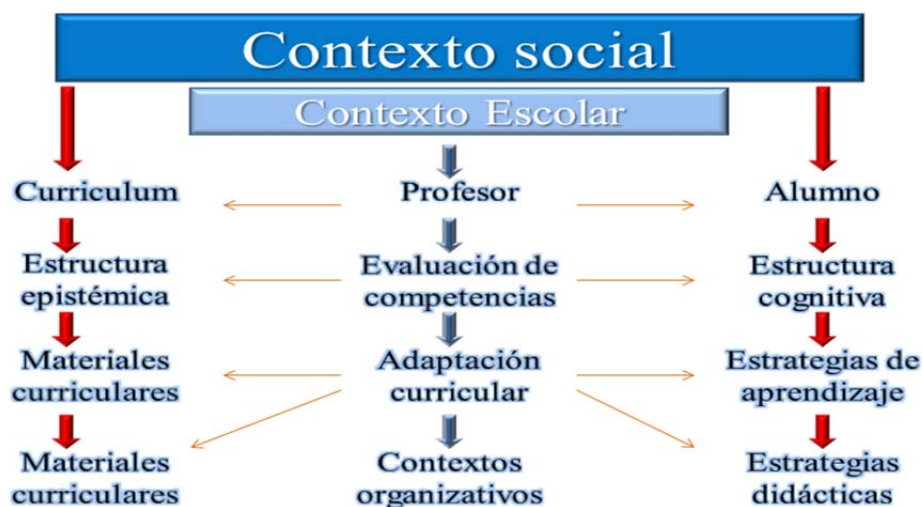 Contexto social
Contexto Escolar
Curriculum
Profesor
Alumno
Estructura
epistémica
Evaluación de
competencias
Estructura
cognitiva
Materiales
curriculares
Adaptación
curricular
Estrategias de
aprendizaje
Materiales
curriculares
Contextos
organizativos
Estrategias
didácticas